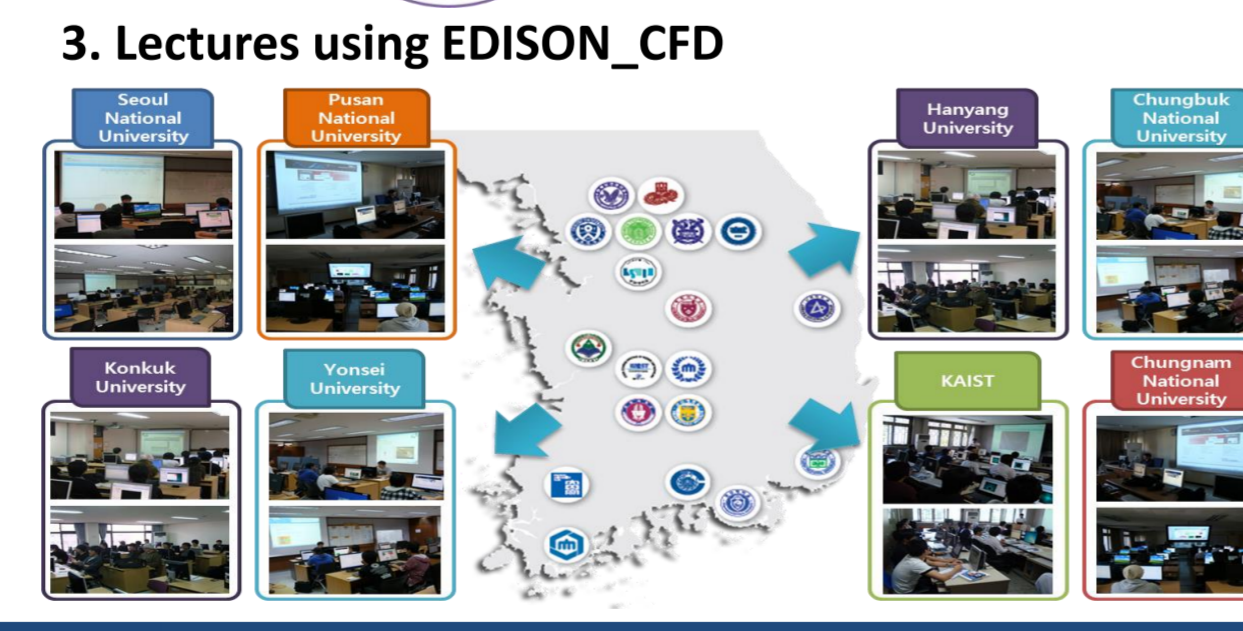 3. Lectures using EDISON_CFD
Seoul
National
University
Pusan
National
University
Hanyang
University
Chungbuk
National
University
Konkuk
University
Yonsei
University
KAIST
Chungnam
National
University